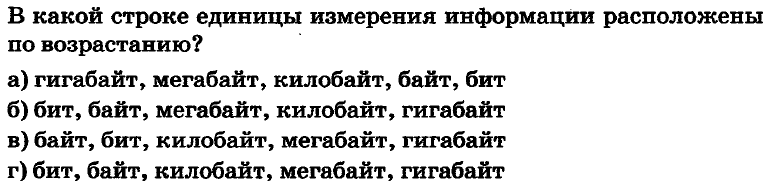 В какой строке единицы измерения информации расположены
по возрастанию?
а) гигабайт, мегабайт, килобайт, байт, бит
б) бит, байт, мегабайт, килобайт, гигабайт
в) байт, бит, килобайт, мегабайт, гигабайт
г) бит, байт, килобайт, мегабайт, гигабайт